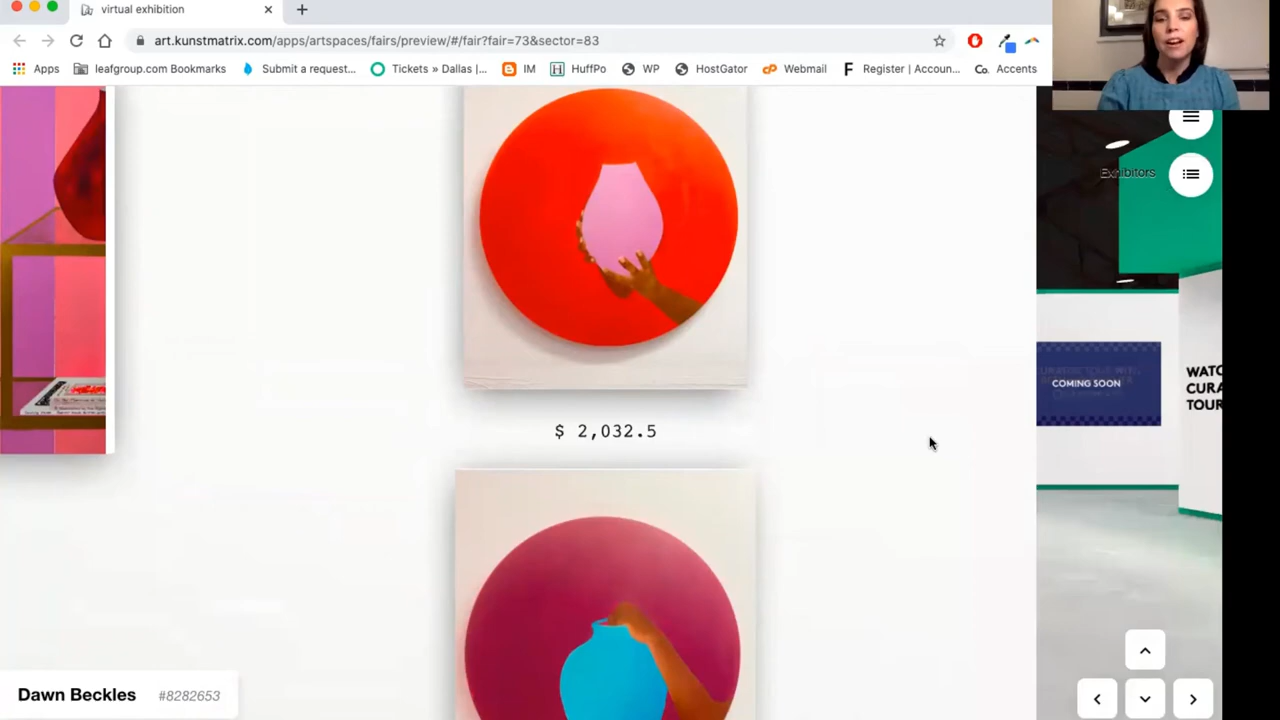 virtual exhibition
art.kunstmatrix.com/apps/artspaces/fairs/preview/#/fair?fair=73&sector=83
Apps leafgroup.com Bookmarks Submit a request... Tickets » Dallas |... IM HuffPo WP HostGator Webmail Register | Accoun... Co. Accents
Exhibitors
COMING SOON
WATC
CURA
TOUR
$ 2,032.5
Dawn Beckles #8282653